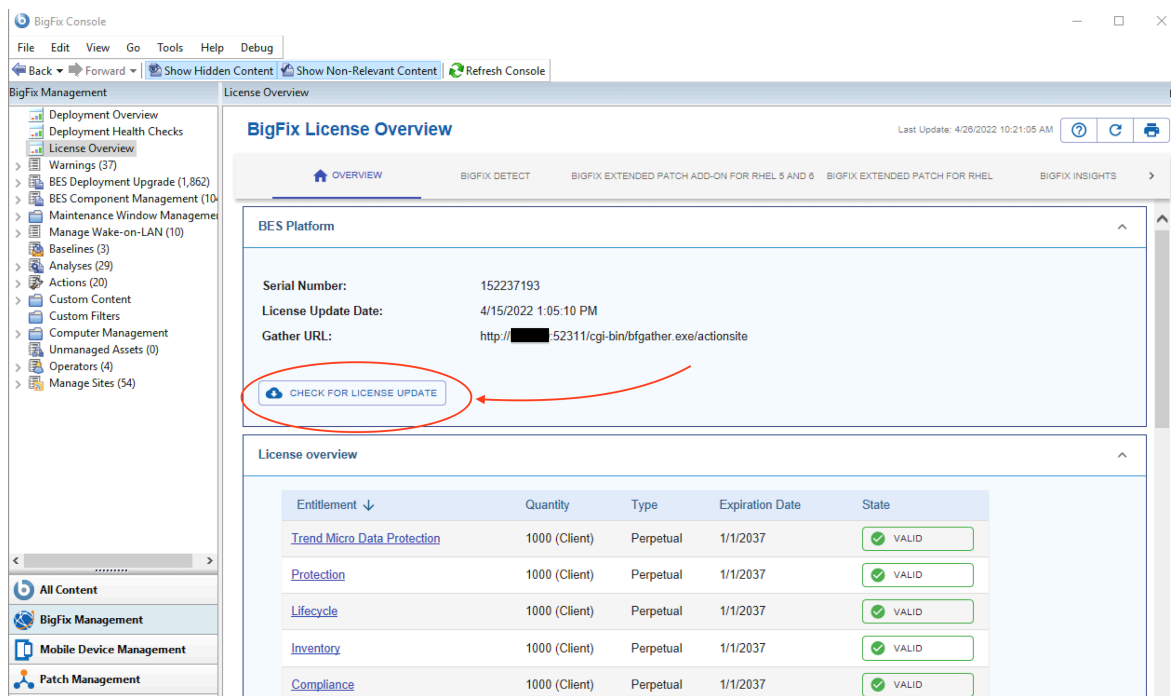 BigFix Console
File Edit View Go Tools Help Debug
Back Forward Show Hidden Content Show Non-Relevant Content Refresh Console
BigFix Management
Deployment Overview
Deployment Health Checks
License Overview
Warnings (37)
BES Deployment Upgrade (1,862)
BES Component Management (10
Maintenance Window Manageme
Manage Wake-on-LAN (10)
Baselines (3)
Analyses (29)
Actions (20)
Custom Content
Custom Filters
Computer Management
Unmanaged Assets (0)
Operators (4)
Manage Sites (54)
All Content
BigFix Management
Mobile Device Management
Patch Management
License Overview
BigFix License Overview
Last Update: 4/26/2022 10:21:05 AM
OVERVIEW BIGFIX DETECT BIGFIX EXTENDED PATCH ADD-ON FOR RHEL 5 AND 6 BIGFIX EXTENDED PATCH FOR RHEL BIGFIX INSIGHTS
BES Platform
Serial Number: 152237193
License Update Date: 4/15/2022 1:05:10 PM
Gather URL: http:// :52311/cgi-bin/bfgather.exe/actionsite
CHECK FOR LICENSE UPDATE
License overview
Entitlement Quantity Type Expiration Date State
Trend Micro Data Protection 1000 (Client) Perpetual 1/1/2037 VALID
Protection 1000 (Client) Perpetual 1/1/2037 VALID
Lifecycle 1000 (Client) Perpetual 1/1/2037 VALID
Inventory 1000 (Client) Perpetual 1/1/2037 VALID
Compliance 1000 (Client) Perpetual 1/1/2037 VALID